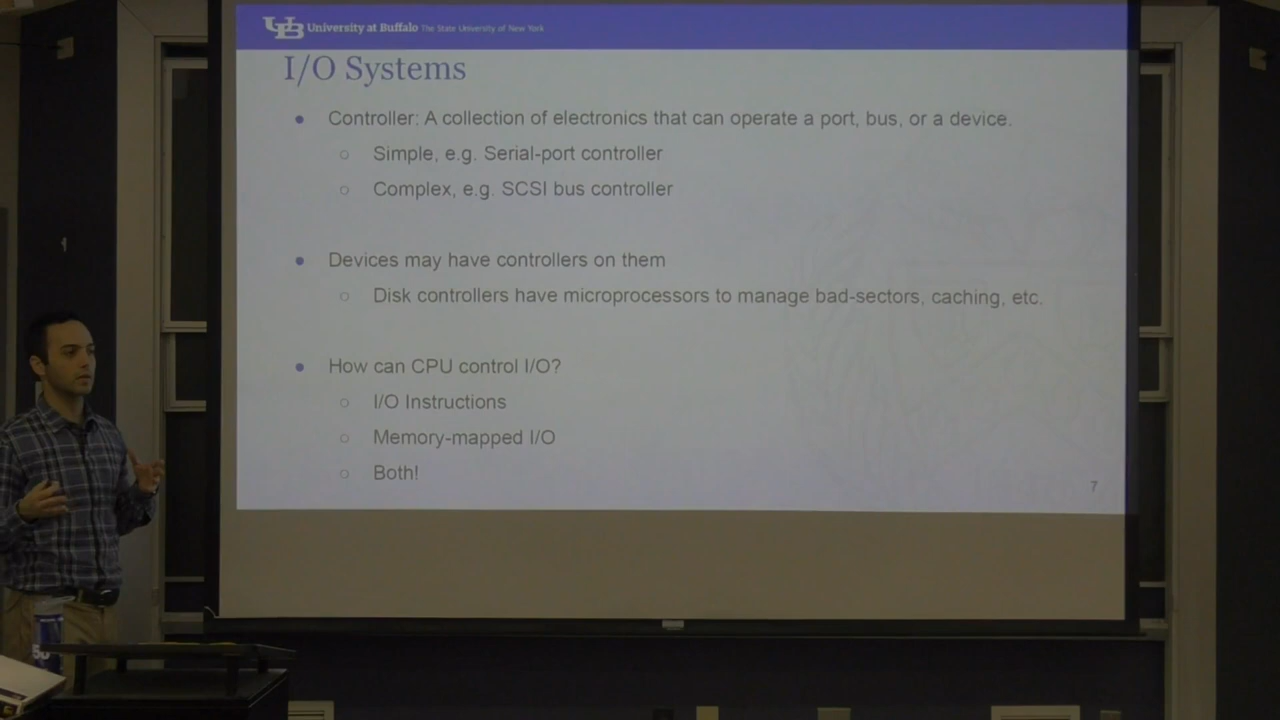 UB University at Buffalo The State University of New York
I/O Systems
● Controller: A collection of electronics that can operate a port, bus, or a device.
○ Simple, e.g. Serial-port controller
○ Complex, e.g. SCSI bus controller
● Devices may have controllers on them
○ Disk controllers have microprocessors to manage bad-sectors, caching, etc.
● How can CPU control I/O?
○ I/O Instructions
○ Memory-mapped I/O
○ Both!
7